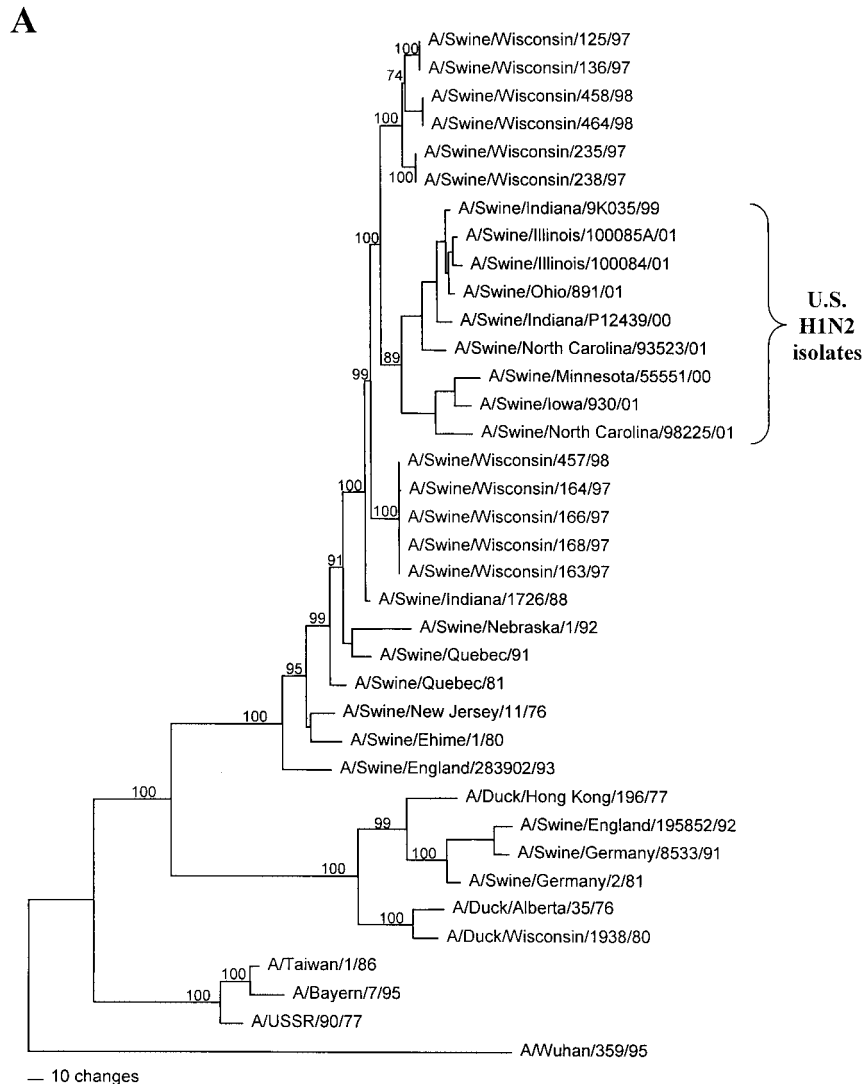 A
A/Swine/Wisconsin/125/97
100
A/Swine/Wisconsin/136/97
74
A/Swine/Wisconsin/458/98
100
A/Swine/Wisconsin/464/98
A/Swine/Wisconsin/235/97
100
A/Swine/Wisconsin/238/97
A/Swine/Indiana/9K035/99
A/Swine/Illinois/100085A/01
100
A/Swine/Illinois/100084/01
A/Swine/Ohio/891/01
U.S.
H1N2
isolates
A/Swine/Indiana/P12439/00
A/Swine/North Carolina/93523/01
89
99
A/Swine/Minnesota/55551/00
A/Swine/Iowa/930/01
A/Swine/North Carolina/98225/01
A/Swine/Wisconsin/457/98
100
A/Swine/Wisconsin/164/97
100
A/Swine/Wisconsin/166/97
A/Swine/Wisconsin/168/97
91
A/Swine/Wisconsin/163/97
A/Swine/Indiana/1726/88
99
A/Swine/Nebraska/1/92
A/Swine/Quebec/91
95
A/Swine/Quebec/81
100
A/Swine/New Jersey/11/76
A/Swine/Ehime/1/80
A/Swine/England/283902/93
100
A/Duck/Hong Kong/196/77
99
A/Swine/England/195852/92
100
A/Swine/Germany/8533/91
100
A/Swine/Germany/2/81
A/Duck/Alberta/35/76
100
A/Duck/Wisconsin/1938/80
A/Taiwan/1/86
100
A/Bayern/7/95
100
A/USSR/90/77
A/Wuhan/359/95
10 changes